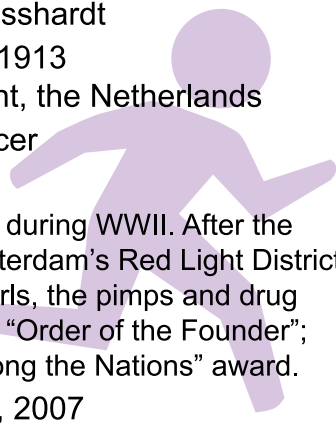 sshardt
1913
nt, the Netherlands
cer
during WWII. After the
terdam’s Red Light District
rls, the pimps and drug
“Order of the Founder”;
ong the Nations” award.
, 2007